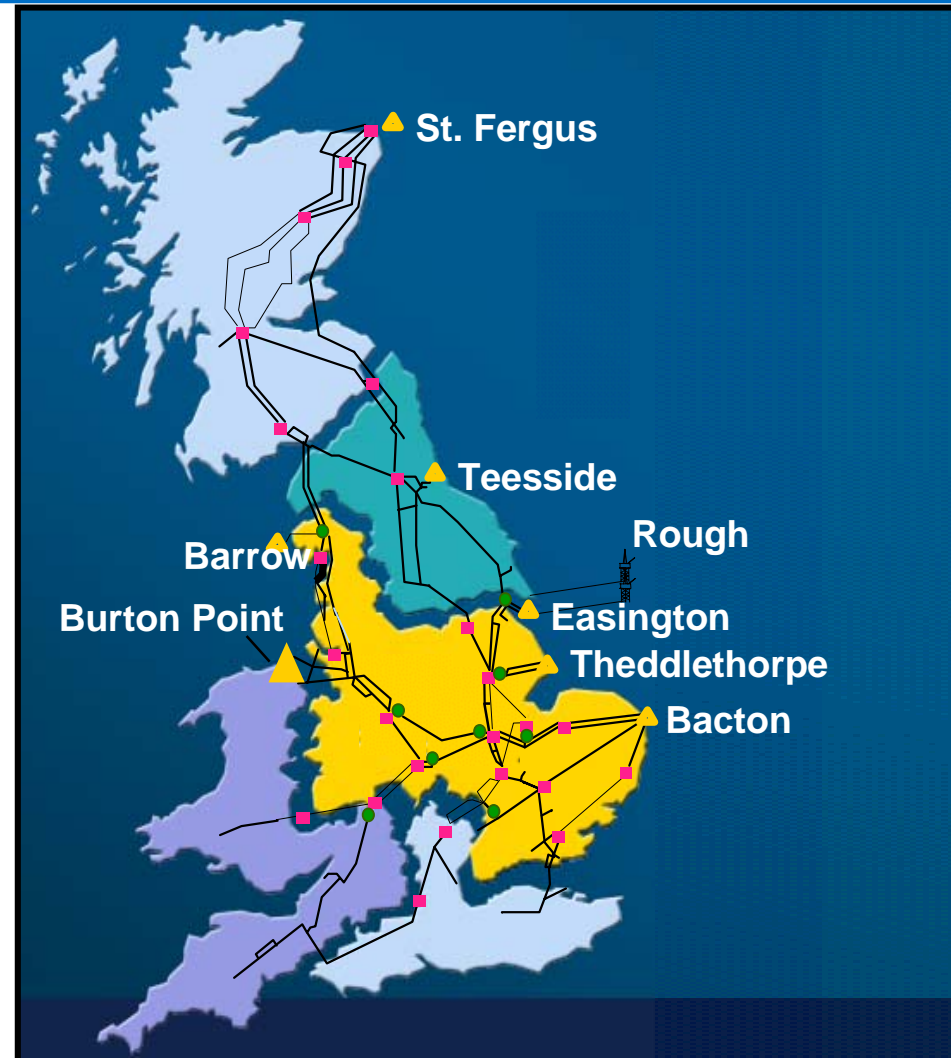 St. Fergus
Teesside
Rough
Barrow
Burton Point
Easington
Theddlethorpe
Bacton